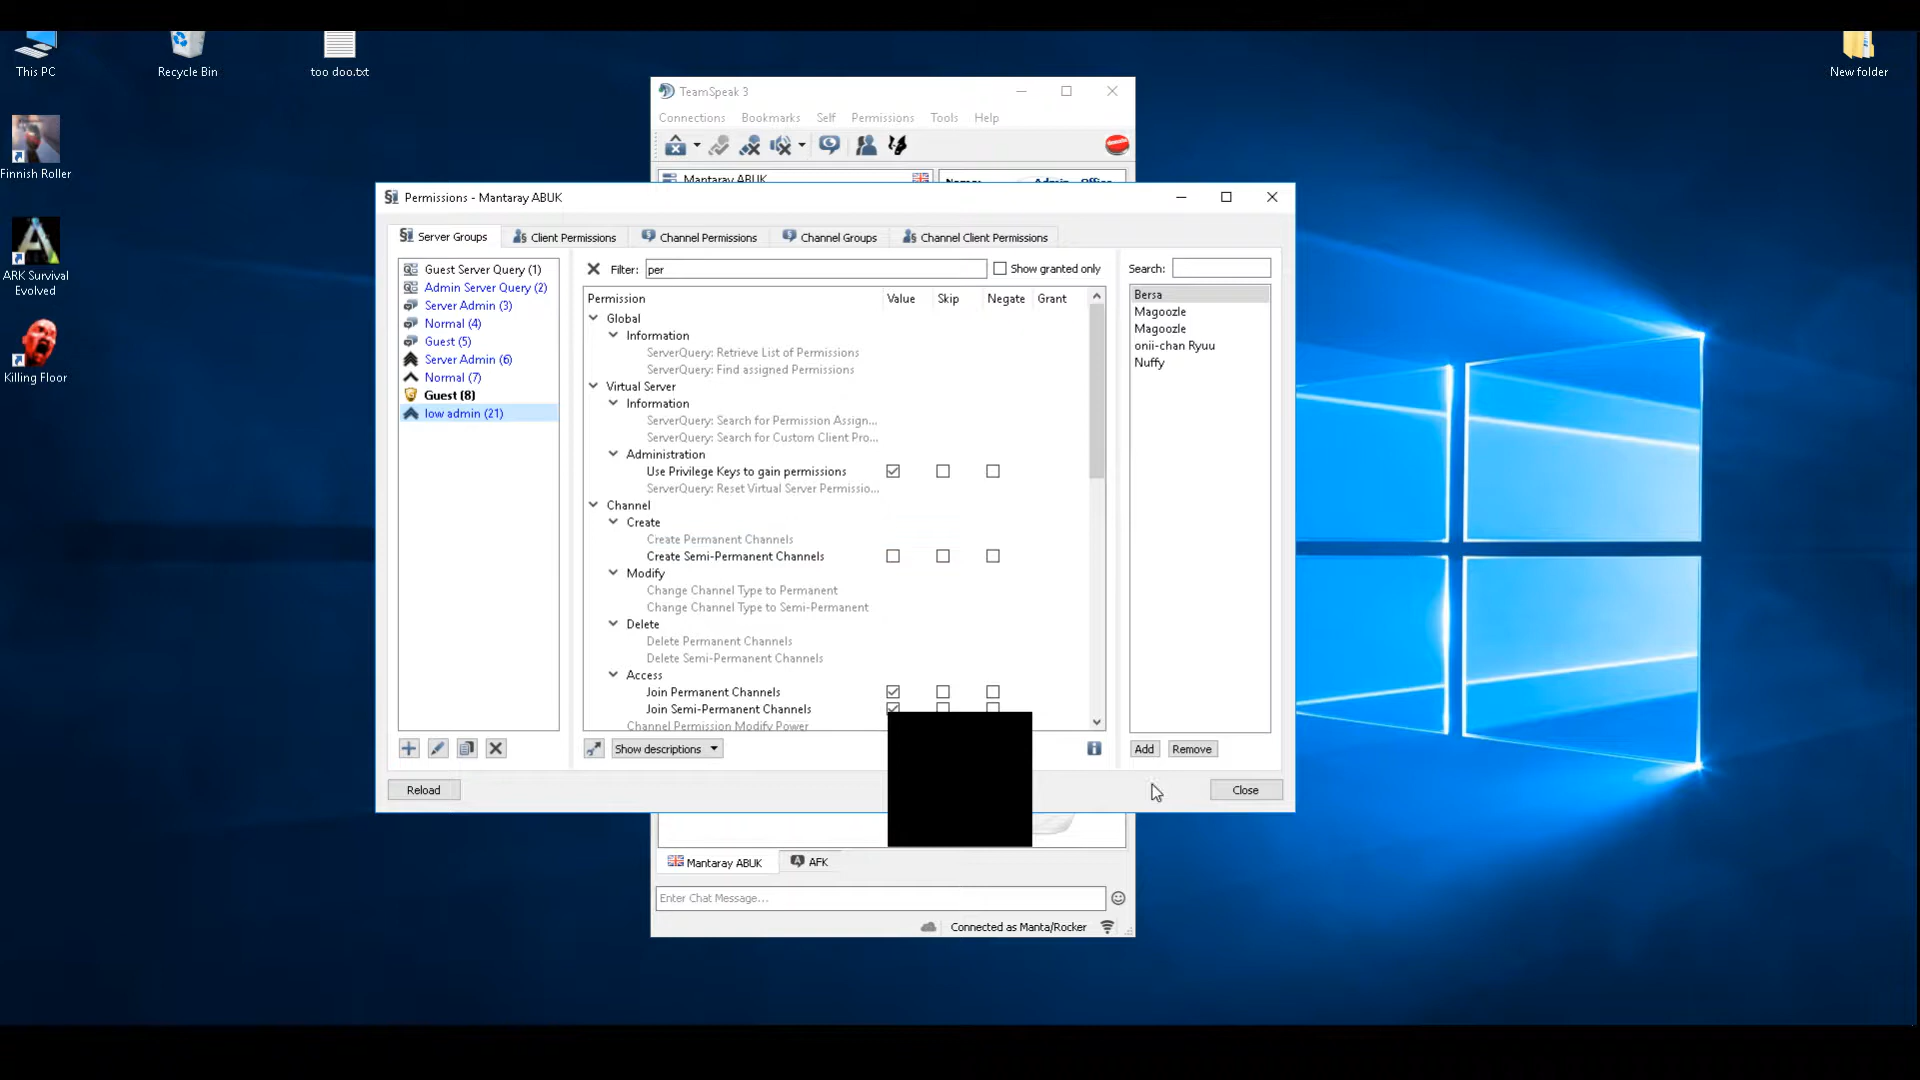 This PC
Recycle Bin
too doo.txt
New folder
Finnish Roller
ARK Survival
Evolved
Killing Floor
TeamSpeak 3
Connections Bookmarks Self Permissions Tools Help
Mantaray ABUK
Permissions - Mantaray ABUK
Server Groups Client Permissions Channel Permissions Channel Groups Channel Client Permissions
Guest Server Query (1)
Admin Server Query (2)
Server Admin (3)
Normal (4)
Guest (5)
Server Admin (6)
Normal (7)
Guest (8)
low admin (21)
Filter: per Show granted only
Permission Value Skip Negate Grant
Global
Information
ServerQuery: Retrieve List of Permissions
ServerQuery: Find assigned Permissions
Virtual Server
Information
ServerQuery: Search for Permission Assign...
ServerQuery: Search for Custom Client Pro...
Administration
Use Privilege Keys to gain permissions
ServerQuery: Reset Virtual Server Permissio...
Channel
Create
Create Permanent Channels
Create Semi-Permanent Channels
Modify
Change Channel Type to Permanent
Change Channel Type to Semi-Permanent
Delete
Delete Permanent Channels
Delete Semi-Permanent Channels
Access
Join Permanent Channels
Join Semi-Permanent Channels
Channel Permission Modify Power
Show descriptions
Search:
Bersa
Magoozle
Magoozle
onii-chan Ryuu
Nuffy
Add Remove
Reload
Close
Mantaray ABUK AFK
Enter Chat Message...
Connected as Manta/Rocker